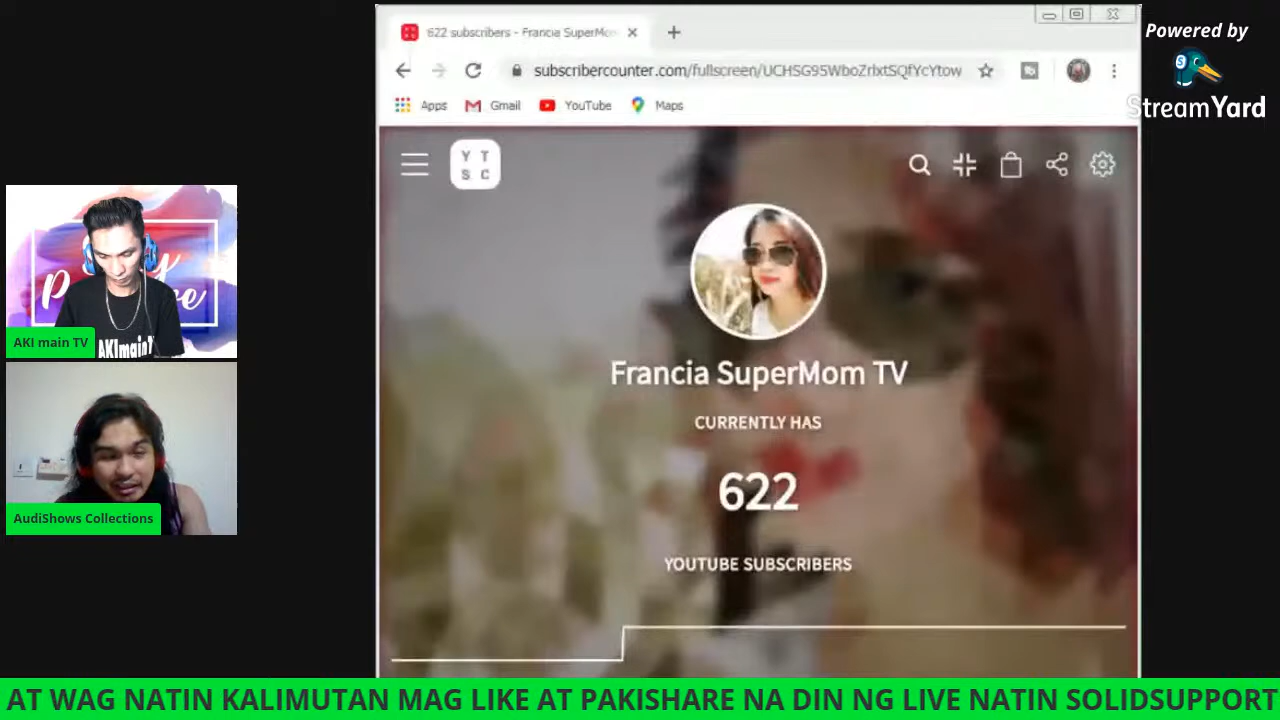 622 subscribers - Francia SuperMo
subscribercounter.com/fullscreen/UCHSG95WboZrlxtSQfYcYtow
Apps
Gmail
YouTube
Maps
Powered by
StreamYard
Y T
S C
Francia SuperMom TV
CURRENTLY HAS
622
YOUTUBE SUBSCRIBERS
AKI main TV
AudiShows Collections
AT WAG NATIN KALIMUTAN MAG LIKE AT PAKISHARE NA DIN NG LIVE NATIN SOLIDSUPPORT